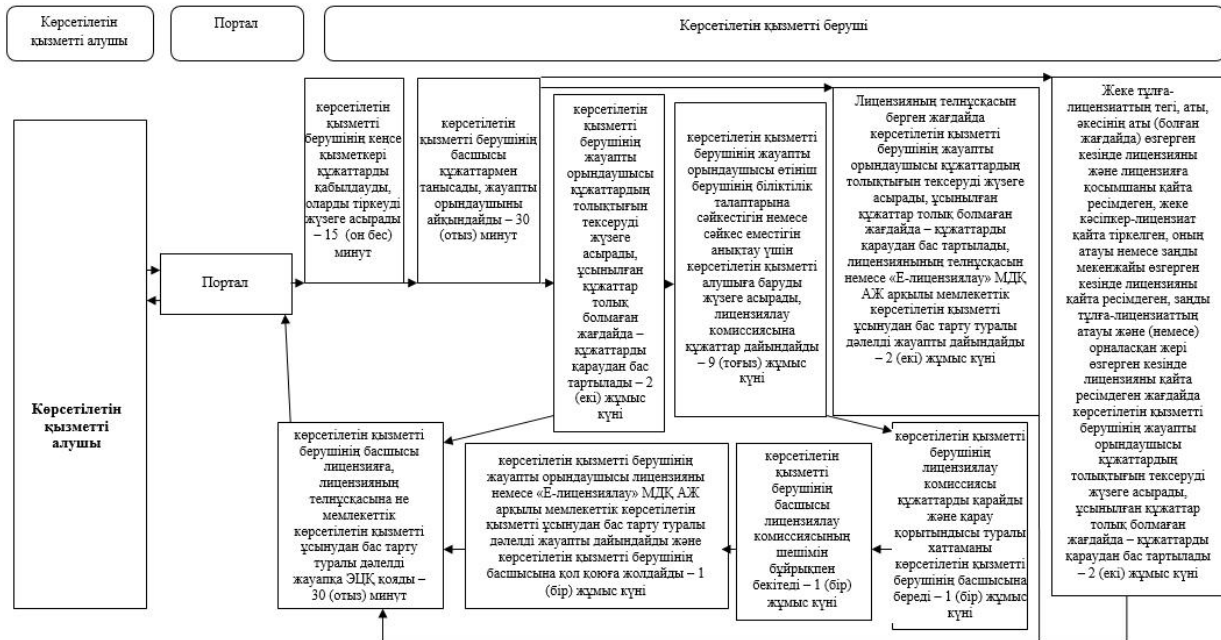 Көрсетілетін
қызметті алушы
Портал
Көрсетілетін қызметті беруші
Көрсетілетін
қызметті
алушы
Портал
көрсетілетін
қызметті
берушінің кеңсе
қызметкері
құжаттарды
қабылдауды,
оларды тіркеуді
жүзеге асырады
– 15 (он бес)
минут
көрсетілетін
қызметті берушінің
басшысы
құжаттармен
танысады, жауапты
орындаушыны
айқындайды – 30
(отыз) минут
көрсетілетін
қызметті
берушінің
жауапты
орындаушысы
құжаттардың
толықтығын
тексеруді
жүзеге
асырады,
ұсынылған
құжаттар
толық
болмаған
жағдайда –
құжаттарды
қараудан бас
тартылады – 2
(екі) жұмыс
күні
көрсетілетін қызметті
берушінің жауапты
орындаушысы өтініш
берушінің біліктілік
талаптарына
сәйкестігін немесе
сәйкес еместігін
анықтау үшін
көрсетілетін қызметті
алушыға баруды
жүзеге асырады,
лицензиялау
комиссиясына
құжаттар дайындайды
– 9 (тоғыз) жұмыс
күні
Лицензияның телнұсқасын
берген жағдайда
көрсетілетін қызметті
берушінің жауапты
орындаушысы құжаттардың
толықтығын тексеруді жүзеге
асырады, ұсынылған
құжаттар толық болмаған
жағдайда – құжаттарды
қараудан бас тартылады,
лицензиянының телнұсқасын
немесе «Е-лицензиялау» МДҚ
АЖ арқылы мемлекеттік
көрсетілетін қызметті
ұсынудан бас тарту туралы
дәлелді жауапты дайындайды
– 2 (екі) жұмыс күні
Жеке тұлға-
лицензиаттың тегі, аты,
әкесінің аты (болған
жағдайда) өзгерген
кезінде лицензияны
және лицензияға
қосымшаны қайта
ресімдеген, жеке
кәсіпкер-лицензиат
қайта тіркелген, оның
атауы немесе заңды
мекенжайы өзгерген
кезінде лицензияны
қайта ресімдеген, заңды
тұлға-лицензиаттың
атауы және (немесе)
орналасқан жері
өзгерген кезінде
лицензияны қайта
ресімдеген жағдайда
көрсетілетін қызметті
берушінің жауапты
орындаушысы
құжаттардың
толықтығын тексеруді
жүзеге асырады,
ұсынылған құжаттар
толық болмаған
жағдайда – құжаттарды
қараудан бас тартылады
– 2 (екі) жұмыс күні
көрсетілетін қызметті
берушінің басшысы
лицензияға,
лицензияның
телнұсқасына не
мемлекеттік
көрсетілетін қызметті
ұсынудан бас тарту
туралы дәлелді
жауапқа ЭЦҚ қояды –
30 (отыз) минут
көрсетілетін қызметті берушінің
жауапты орындаушысы лицензияны
немесе «Е-лицензиялау» МДҚ АЖ
арқылы мемлекеттік көрсетілетін
қызметті ұсынудан бас тарту туралы
дәлелді жауапты дайындайды және
көрсетілетін қызметті берушінің
басшысына қол қоюға жолдайды – 1
(бір) жұмыс күні
көрсетілетін
қызметті
берушінің
басшысы
лицензиялау
комиссиясының
шешімін
бұйрықпен
бекітеді – 1 (бір)
жұмыс күні
көрсетілетін қызметті
берушінің
лицензиялау
комиссиясы
құжаттарды қарайды
және қарау
қорытындысы туралы
хаттаманы
көрсетілетін қызметті
берушінің басшысына
береді – 1 (бір) жұмыс
күні